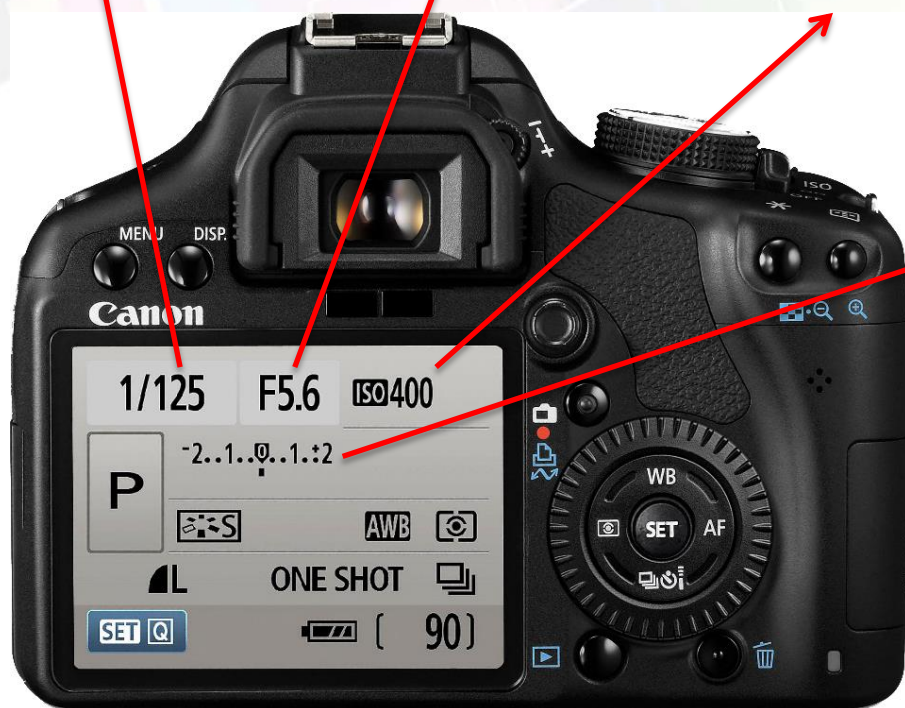 ISO
OFF
MENU DISP.
Canon
1/125 F5.6 ISO400
-2..1..0..1.:+2
P
S
AWB
L ONE SHOT
SET Q [ 90]
WB
SET AF